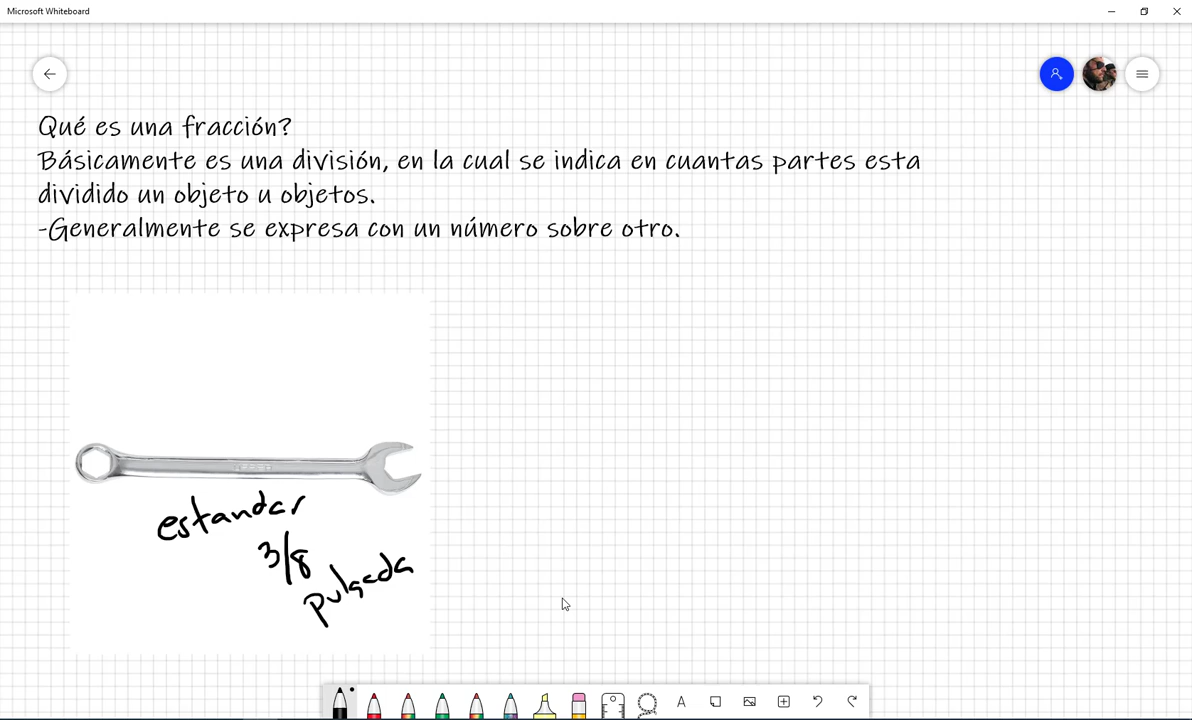 Microsoft Whiteboard
Qué es una fracción?
Básicamente es una división, en la cual se indica en cuantas partes esta
dividido un objeto u objetos.
-Generalmente se expresa con un número sobre otro.
estandar
3/8
pulgada
A